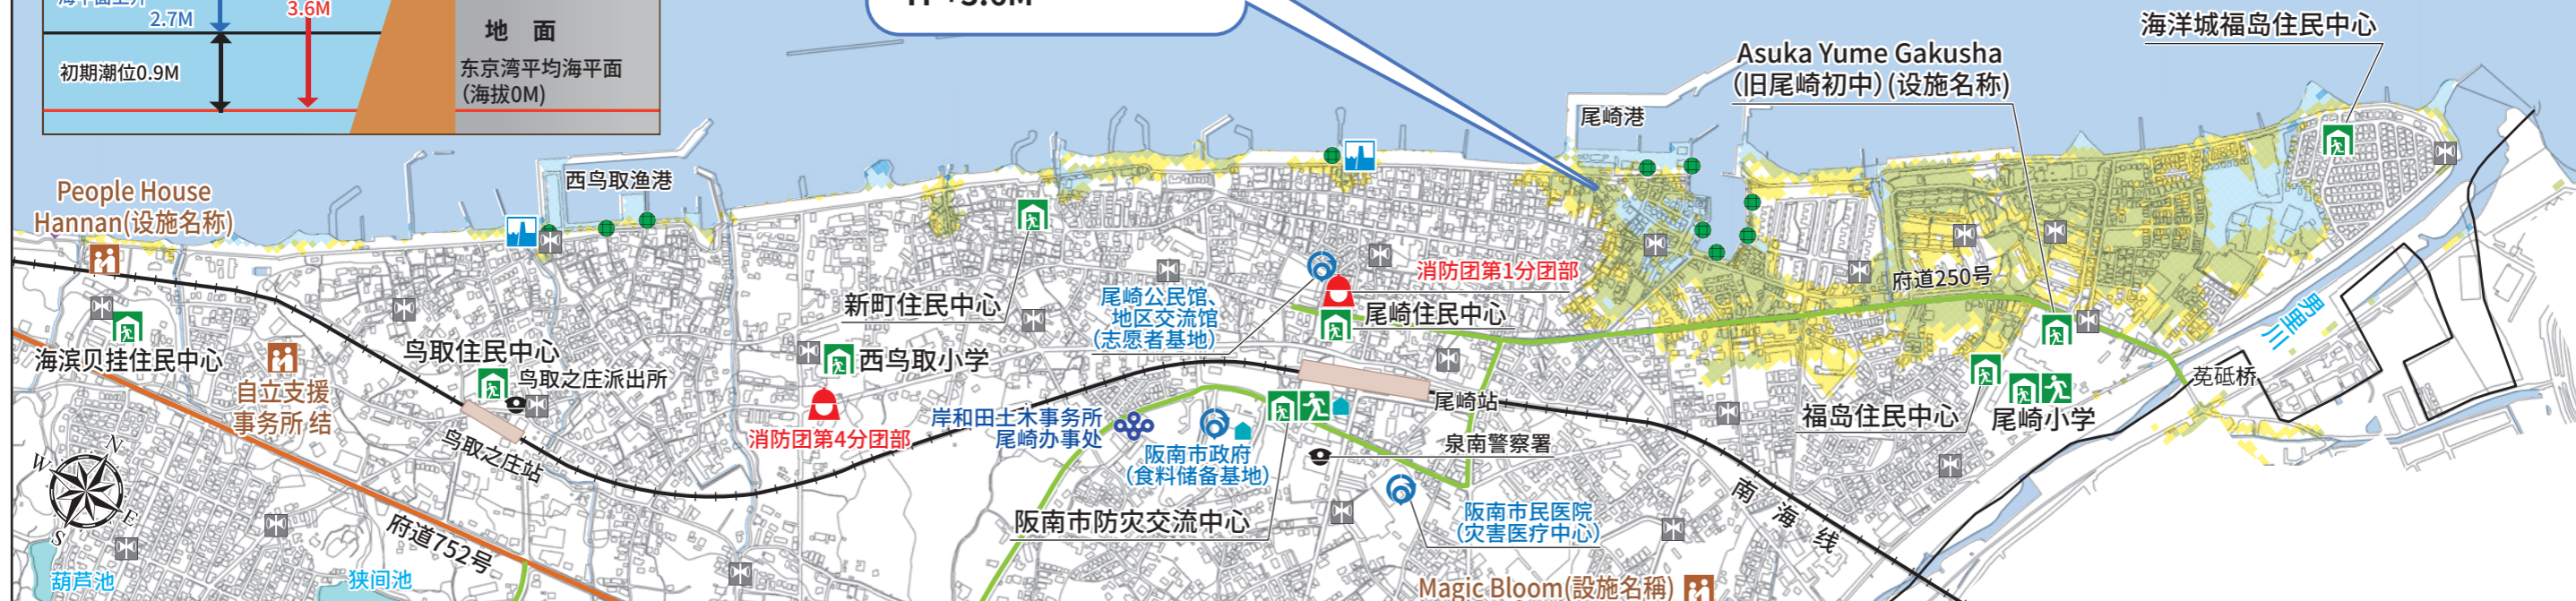 2.7M
3.6M
初期潮位0.9M
地 面
东京湾平均海平面
(海拔0M)
海洋城福岛住民中心
Asuka Yume Gakusha
(旧尾崎初中)(设施名称)
尾崎港
西鸟取渔港
People House
Hannan(设施名称)
海滨贝挂住民中心
自立支援
事务所 结
鸟取住民中心
鸟取之庄派出所
鸟取之庄站
府道752号
葫芦池
狭间池
N
W
E
S
新町住民中心
西鸟取小学
消防团第4分团部
尾崎公民馆、
地区交流馆
(志愿者基地)
消防团第1分团部
尾崎住民中心
岸和田土木事务所
尾崎办事处
阪南市政府
(食料储备基地)
阪南市防灾交流中心
尾崎站
泉南警察署
阪南市民医院
(灾害医疗中心)
Magic Bloom(設施名稱)
南海线
府道250号
福岛住民中心
尾崎小学
菟砥桥
男里川